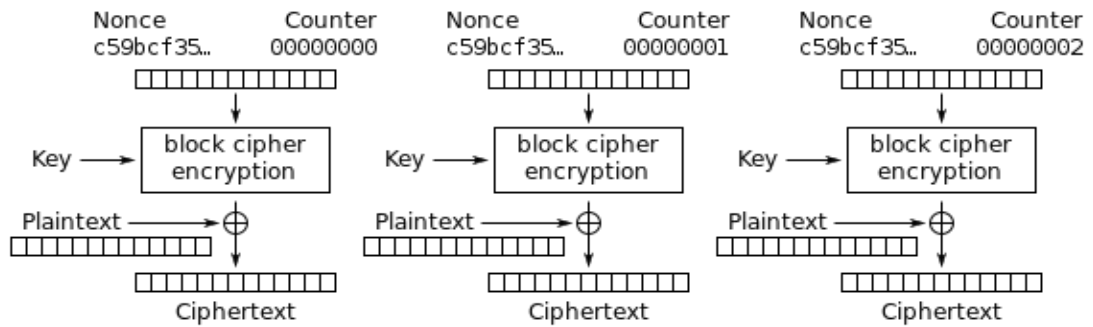 Nonce Counter Nonce Counter Nonce Counter
c59bcf35… 00000000 c59bcf35… 00000001 c59bcf35… 00000002
block cipher block cipher block cipher
Key encryption Key encryption Key encryption
Plaintext Plaintext Plaintext
Ciphertext Ciphertext Ciphertext